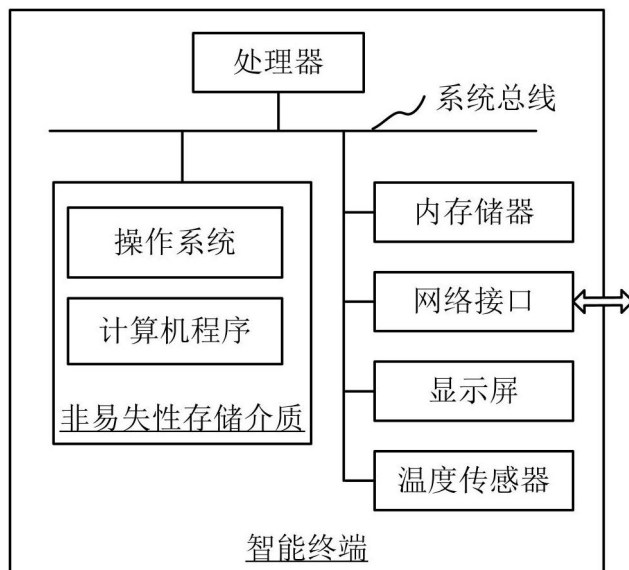 处理器
系统总线
操作系统
计算机程序
非易失性存储介质
内存储器
网络接口
显示屏
温度传感器
智能终端